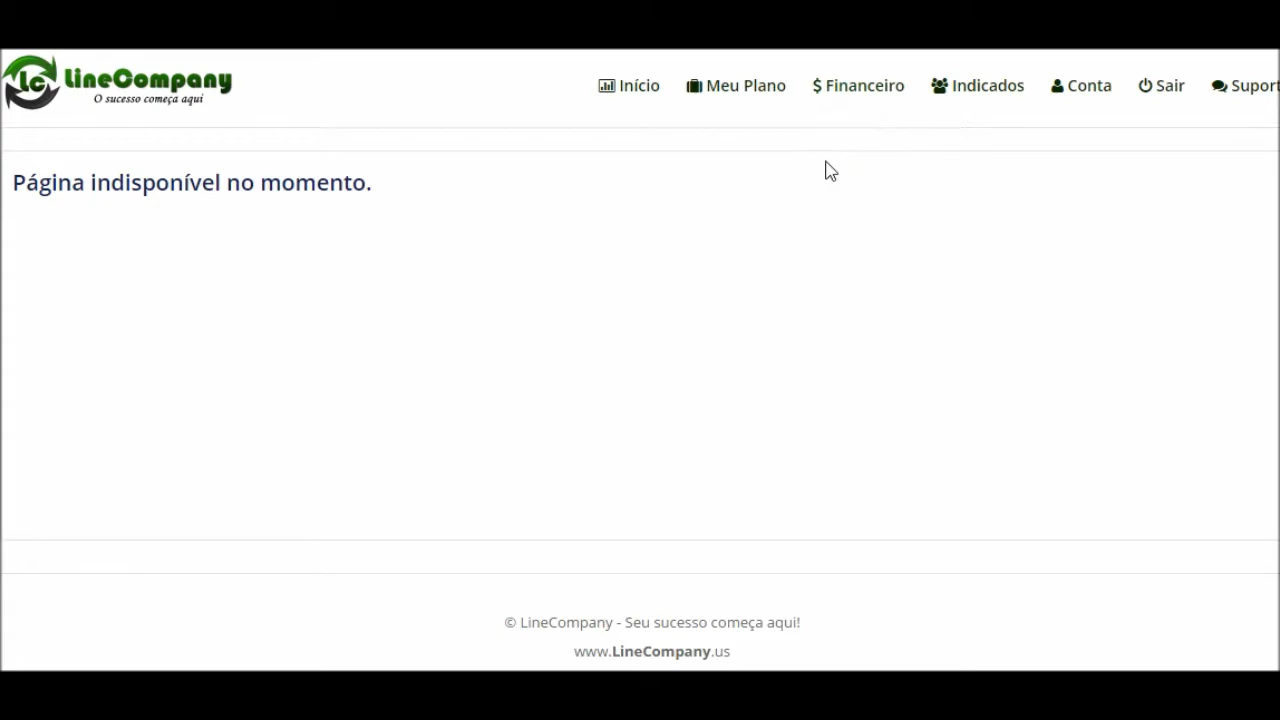 Lc LineCompany
O sucesso começa aqui
Início Meu Plano $ Financeiro Indicados Conta Sair Suport
Página indisponível no momento.
© LineCompany - Seu sucesso começa aqui!
www.LineCompany.us